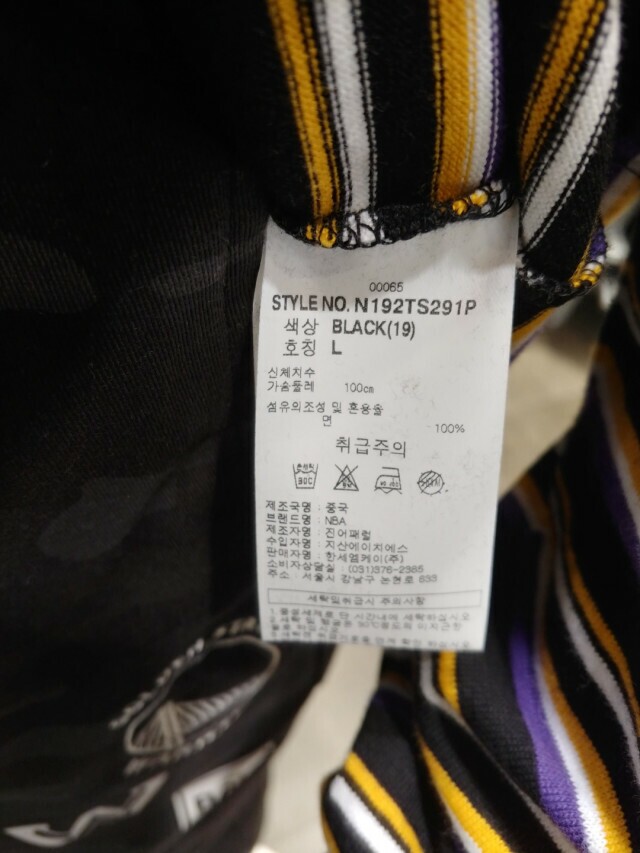 00065
STYLE NO. N192TS291P
색상 BLACK(19)
호칭 L
신체치수
가슴둘레 100cm
섬유의조성 및 혼용율
면
100%
취급주의
제조국명 : 중국
브랜드명 : NBA
제조자명 : 진어패럴
수입자명 : 지산에이치에스
판매자명 : 한세엠케이(주)
소비자상담실 : (031)376-2385
주소 : 서울시 강남구 논현로 633
세탁및취급시 주의사항